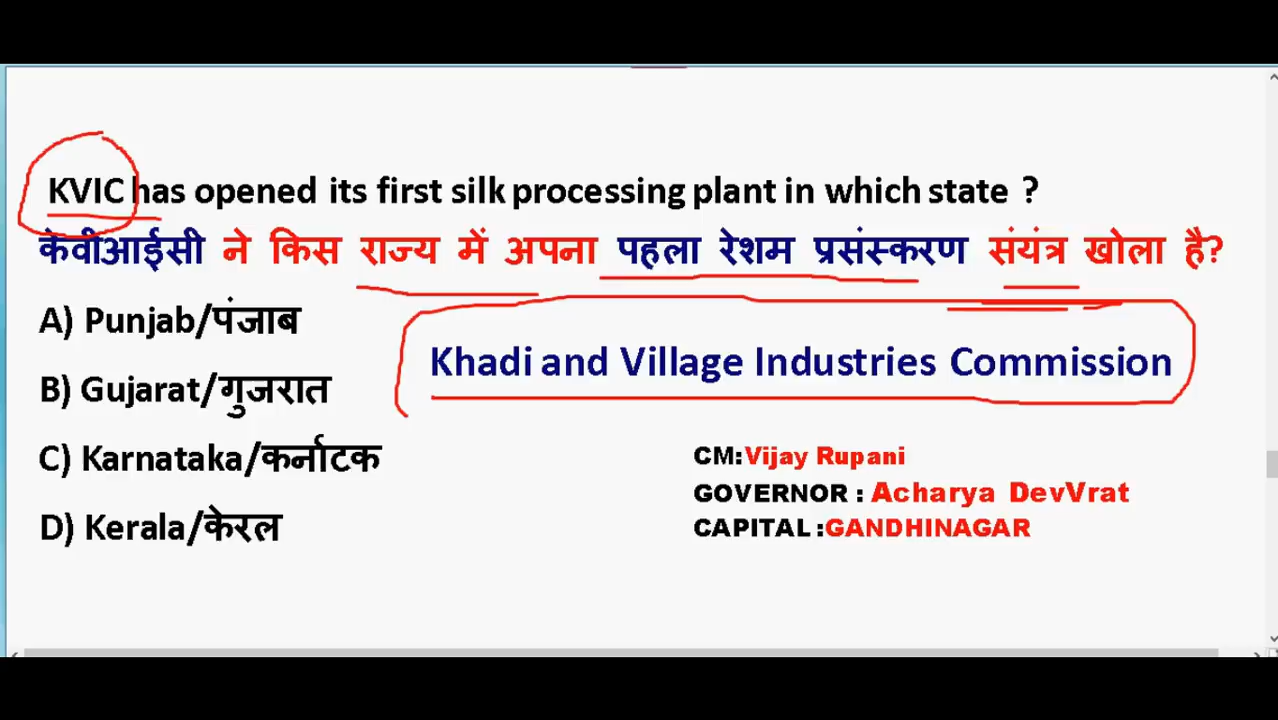 KVIC has opened its first silk processing plant in which state ?
केवीआईसी ने किस राज्य में अपना पहला रेशम प्रसंस्करण संयंत्र खोला है?
A) Punjab/पंजाब
Khadi and Village Industries Commission
B) Gujarat/गुजरात
C) Karnataka/कर्नाटक
CM:Vijay Rupani
GOVERNOR : Acharya DevVrat
D) Kerala/केरल
CAPITAL :GANDHINAGAR